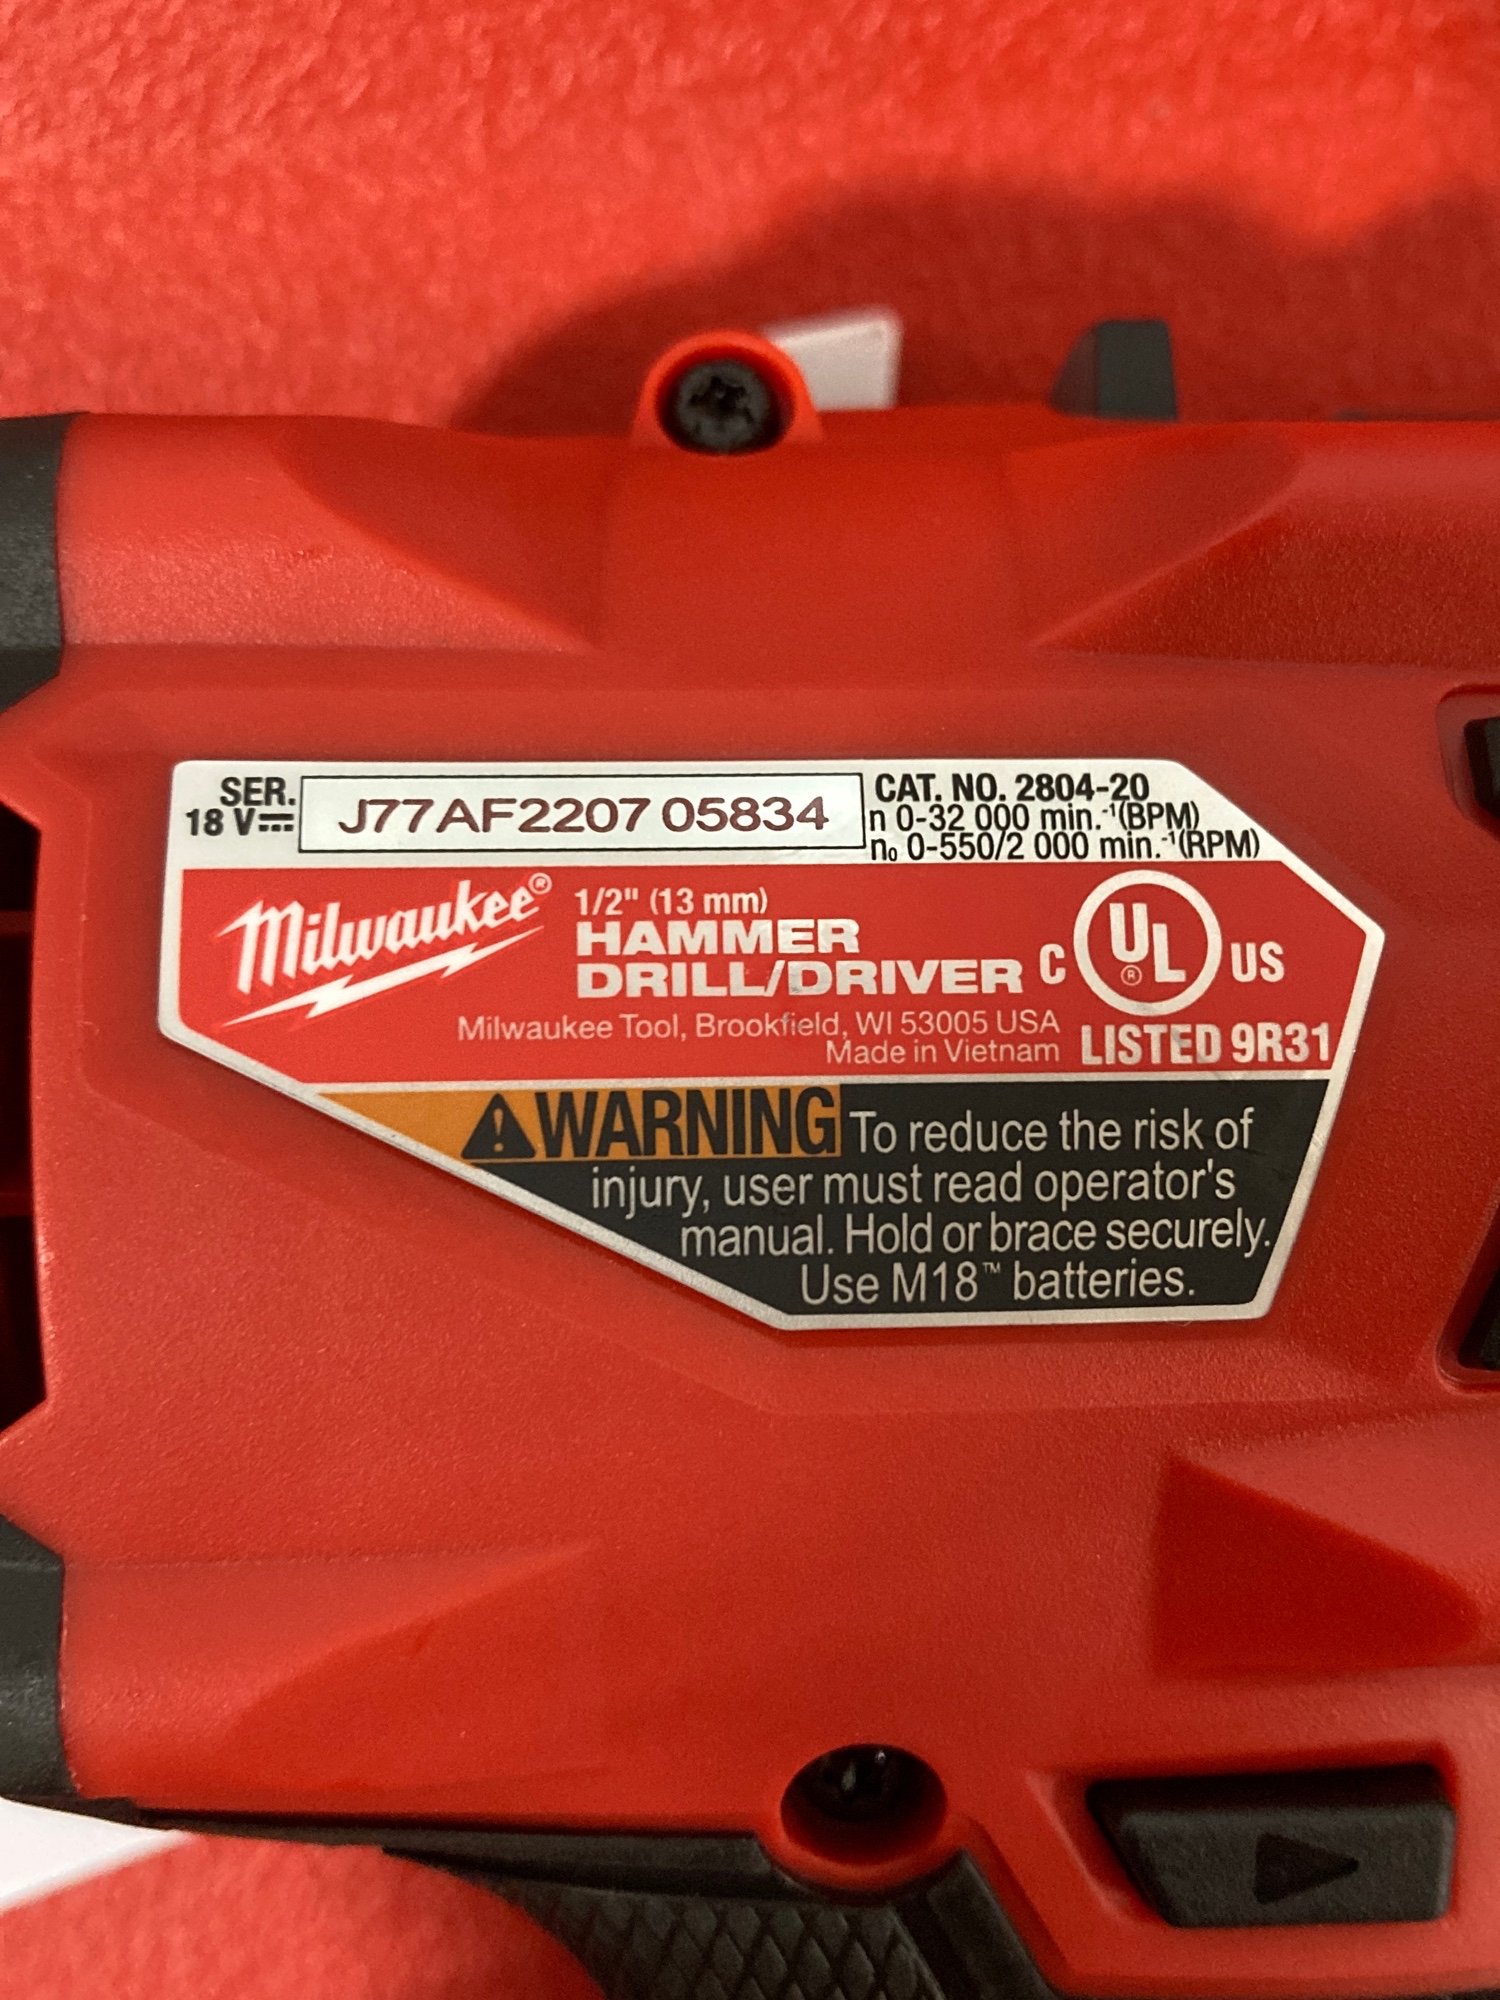 SER.
18 V⎓
J77AF2207 05834
CAT. NO. 2804-20
n 0-32 000 min.⁻¹(BPM)
n₀ 0-550/2 000 min.⁻¹(RPM)
Milwaukee®
1/2" (13 mm)
HAMMER
DRILL/DRIVER
C UL® US
LISTED 9R31
Milwaukee Tool, Brookfield, WI 53005 USA
Made in Vietnam
⚠WARNING To reduce the risk of
injury, user must read operator's
manual. Hold or brace securely.
Use M18™ batteries.